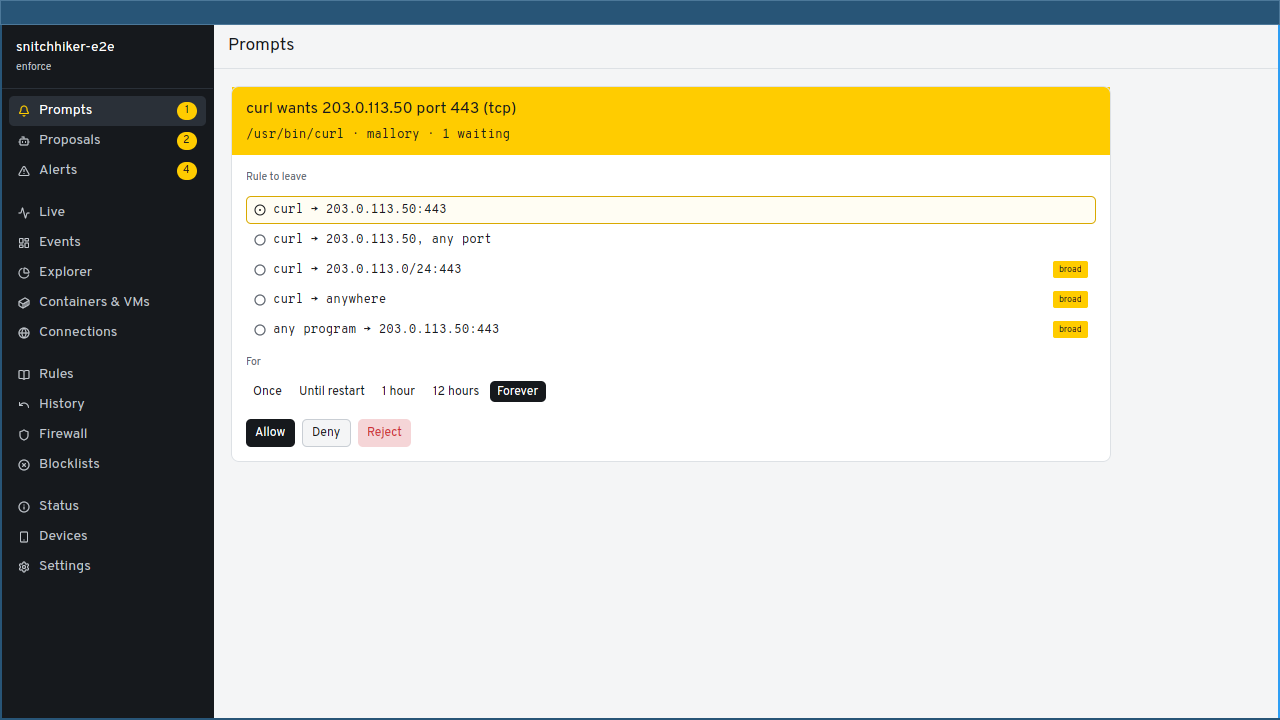 snitchhiker-e2e
enforce
Prompts 1
Proposals 2
Alerts 4
Live
Events
Explorer
Containers & VMs
Connections
Rules
History
Firewall
Blocklists
Status
Devices
Settings
Prompts
curl wants 203.0.113.50 port 443 (tcp)
/usr/bin/curl · mallory · 1 waiting
Rule to leave
curl → 203.0.113.50:443
curl → 203.0.113.50, any port
curl → 203.0.113.0/24:443 broad
curl → anywhere broad
any program → 203.0.113.50:443 broad
For
Once Until restart 1 hour 12 hours Forever
Allow Deny Reject